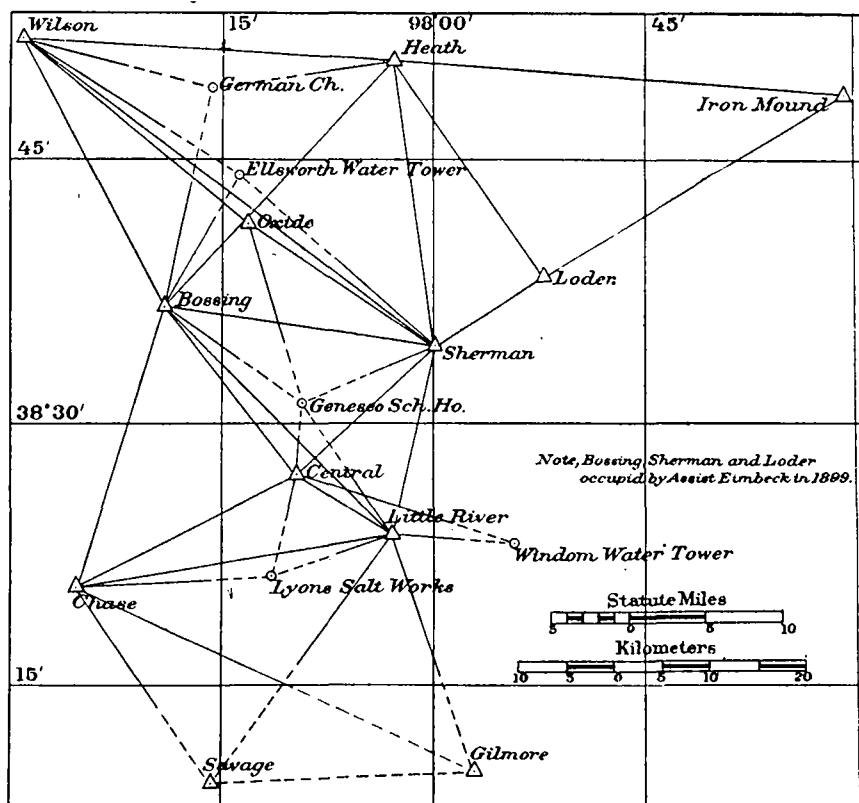 Wilson
15'
98°00'
45'
Heath
German Ch.
Iron Mound
45'
Ellsworth Water Tower
Oxide
Loder.
Bossing
Sherman
Geneseo Sch. Ho.
38°30'
Note, Bossing, Sherman and Loder
occupid by Assist Eimbeck in 1899.
Central
Little River
Windom Water Tower
Lyons Salt Works
Chase
Statute Miles
5 0 5 10
Kilometers
10 5 0 5 10 15 20
15'
Savage
Gilmore